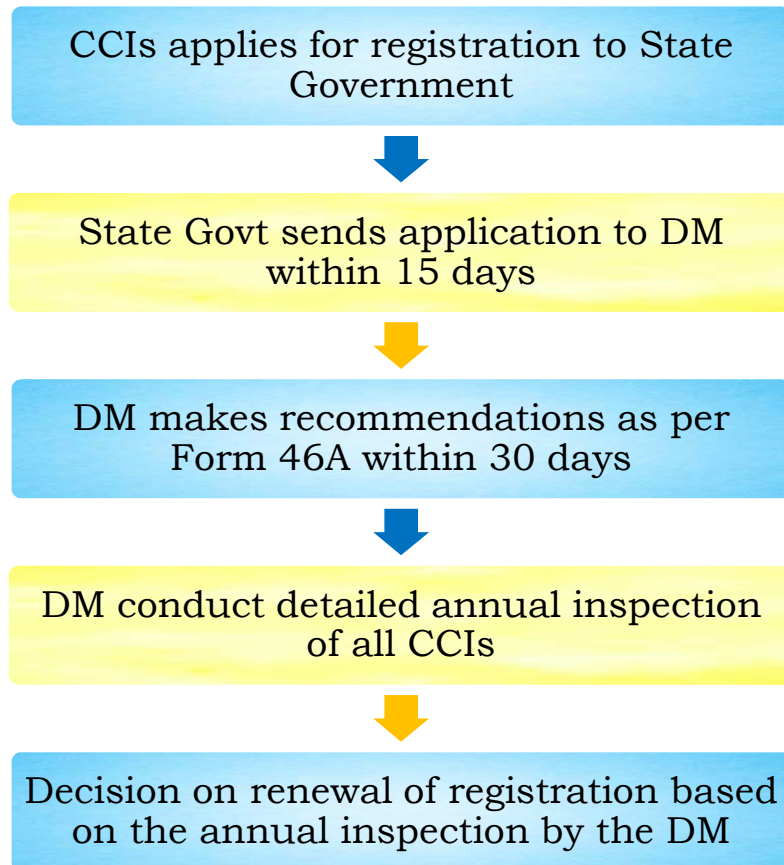 CCIs applies for registration to State
Government
State Govt sends application to DM
within 15 days
DM makes recommendations as per
Form 46A within 30 days
DM conduct detailed annual inspection
of all CCIs
Decision on renewal of registration based
on the annual inspection by the DM